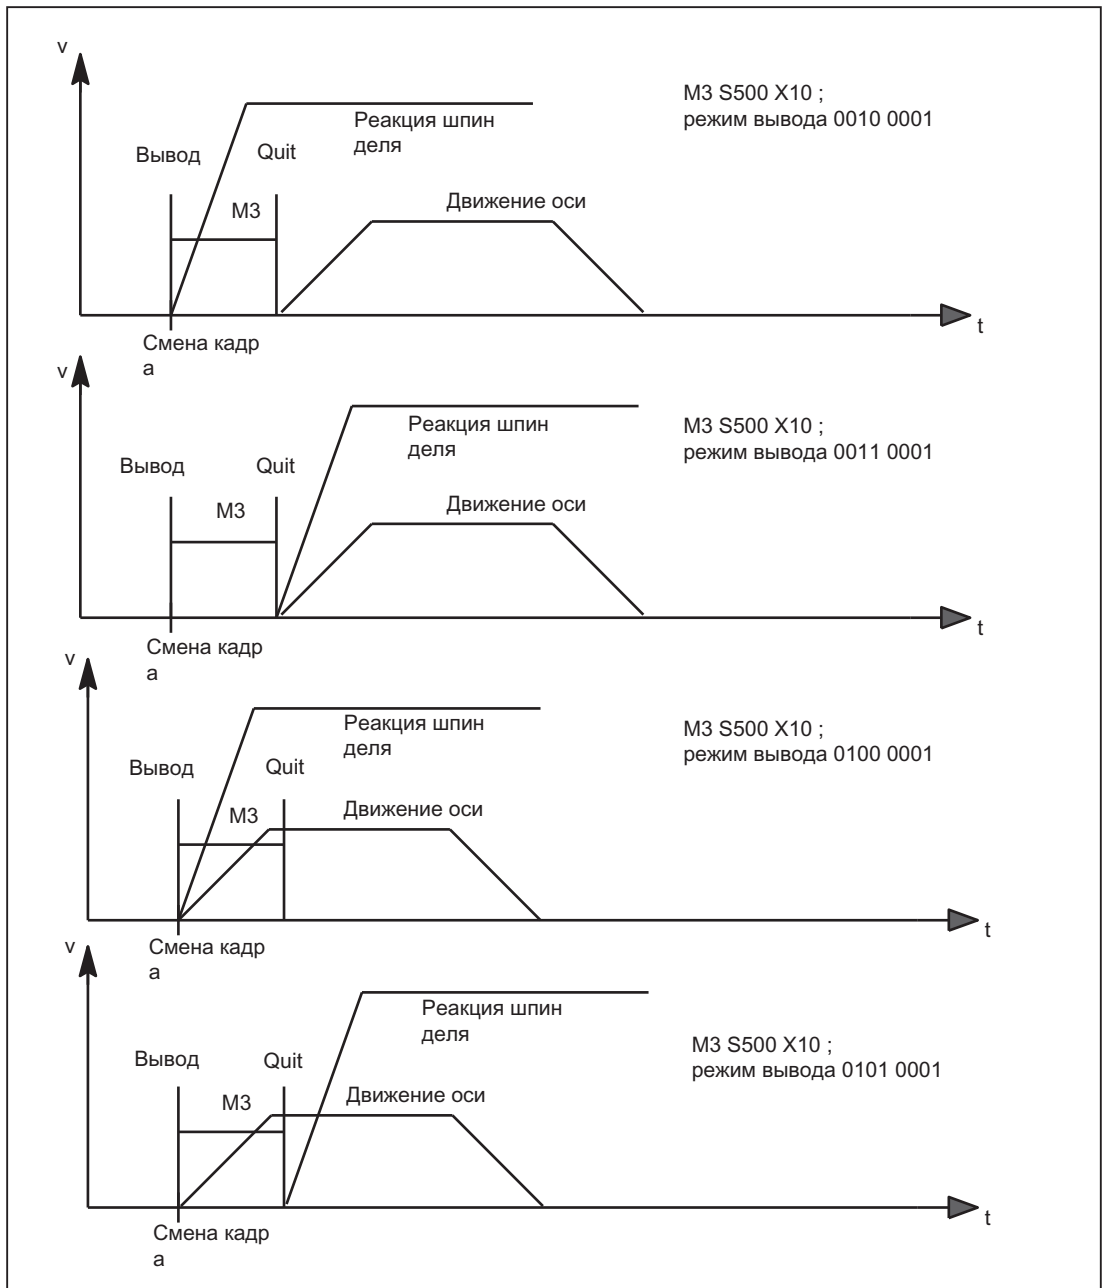 v
M3 S500 X10 ;
режим вывода 0010 0001
Реакция шпин
деля
Вывод
Quit
M3
Движение оси
t
Смена кадр
а
v
M3 S500 X10 ;
режим вывода 0011 0001
Реакция шпин
деля
Вывод
Quit
M3
Движение оси
t
Смена кадр
а
v
M3 S500 X10 ;
режим вывода 0100 0001
Реакция шпин
деля
Вывод
Quit
M3
Движение оси
t
Смена кадр
а
v
Реакция шпин
деля
M3 S500 X10 ;
режим вывода 0101 0001
Вывод
Quit
M3
Движение оси
t
Смена кадр
а